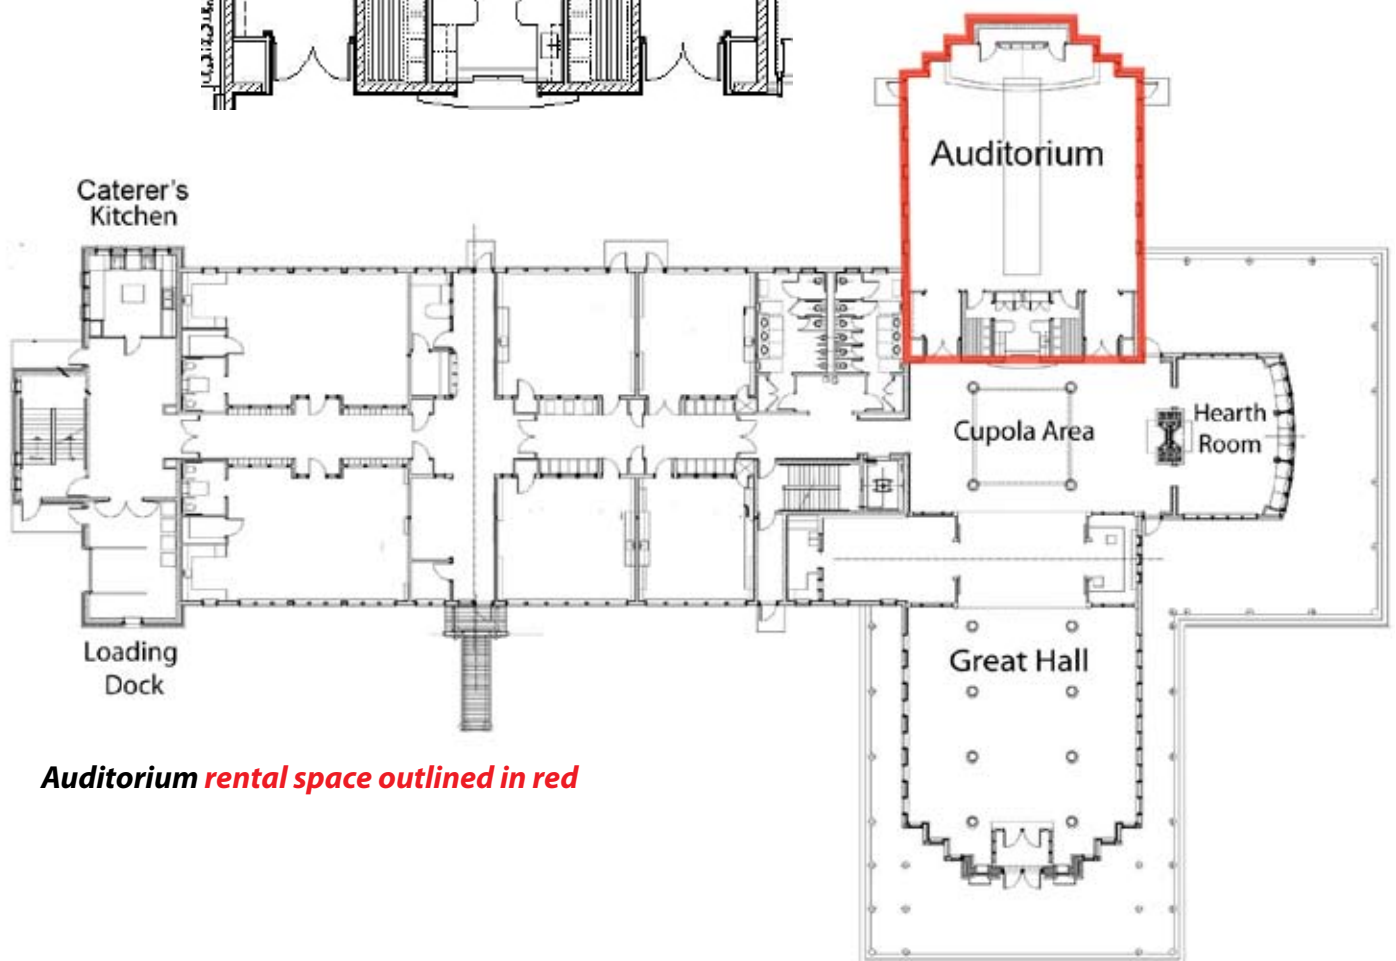 Auditorium
Caterer's
Kitchen
Cupola Area
Hearth
Room
Great Hall
Loading
Dock
Auditorium rental space outlined in red